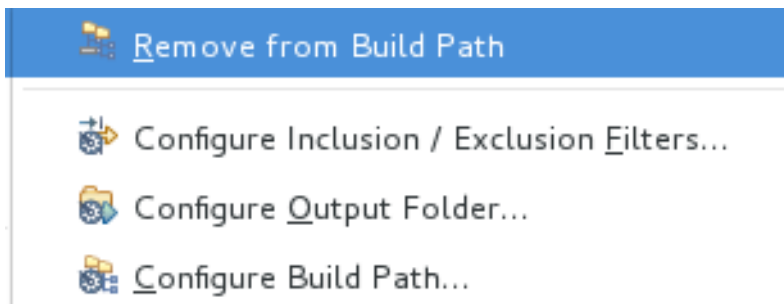 Remove from Build Path
Configure Inclusion / Exclusion Filters...
Configure Output Folder...
Configure Build Path...